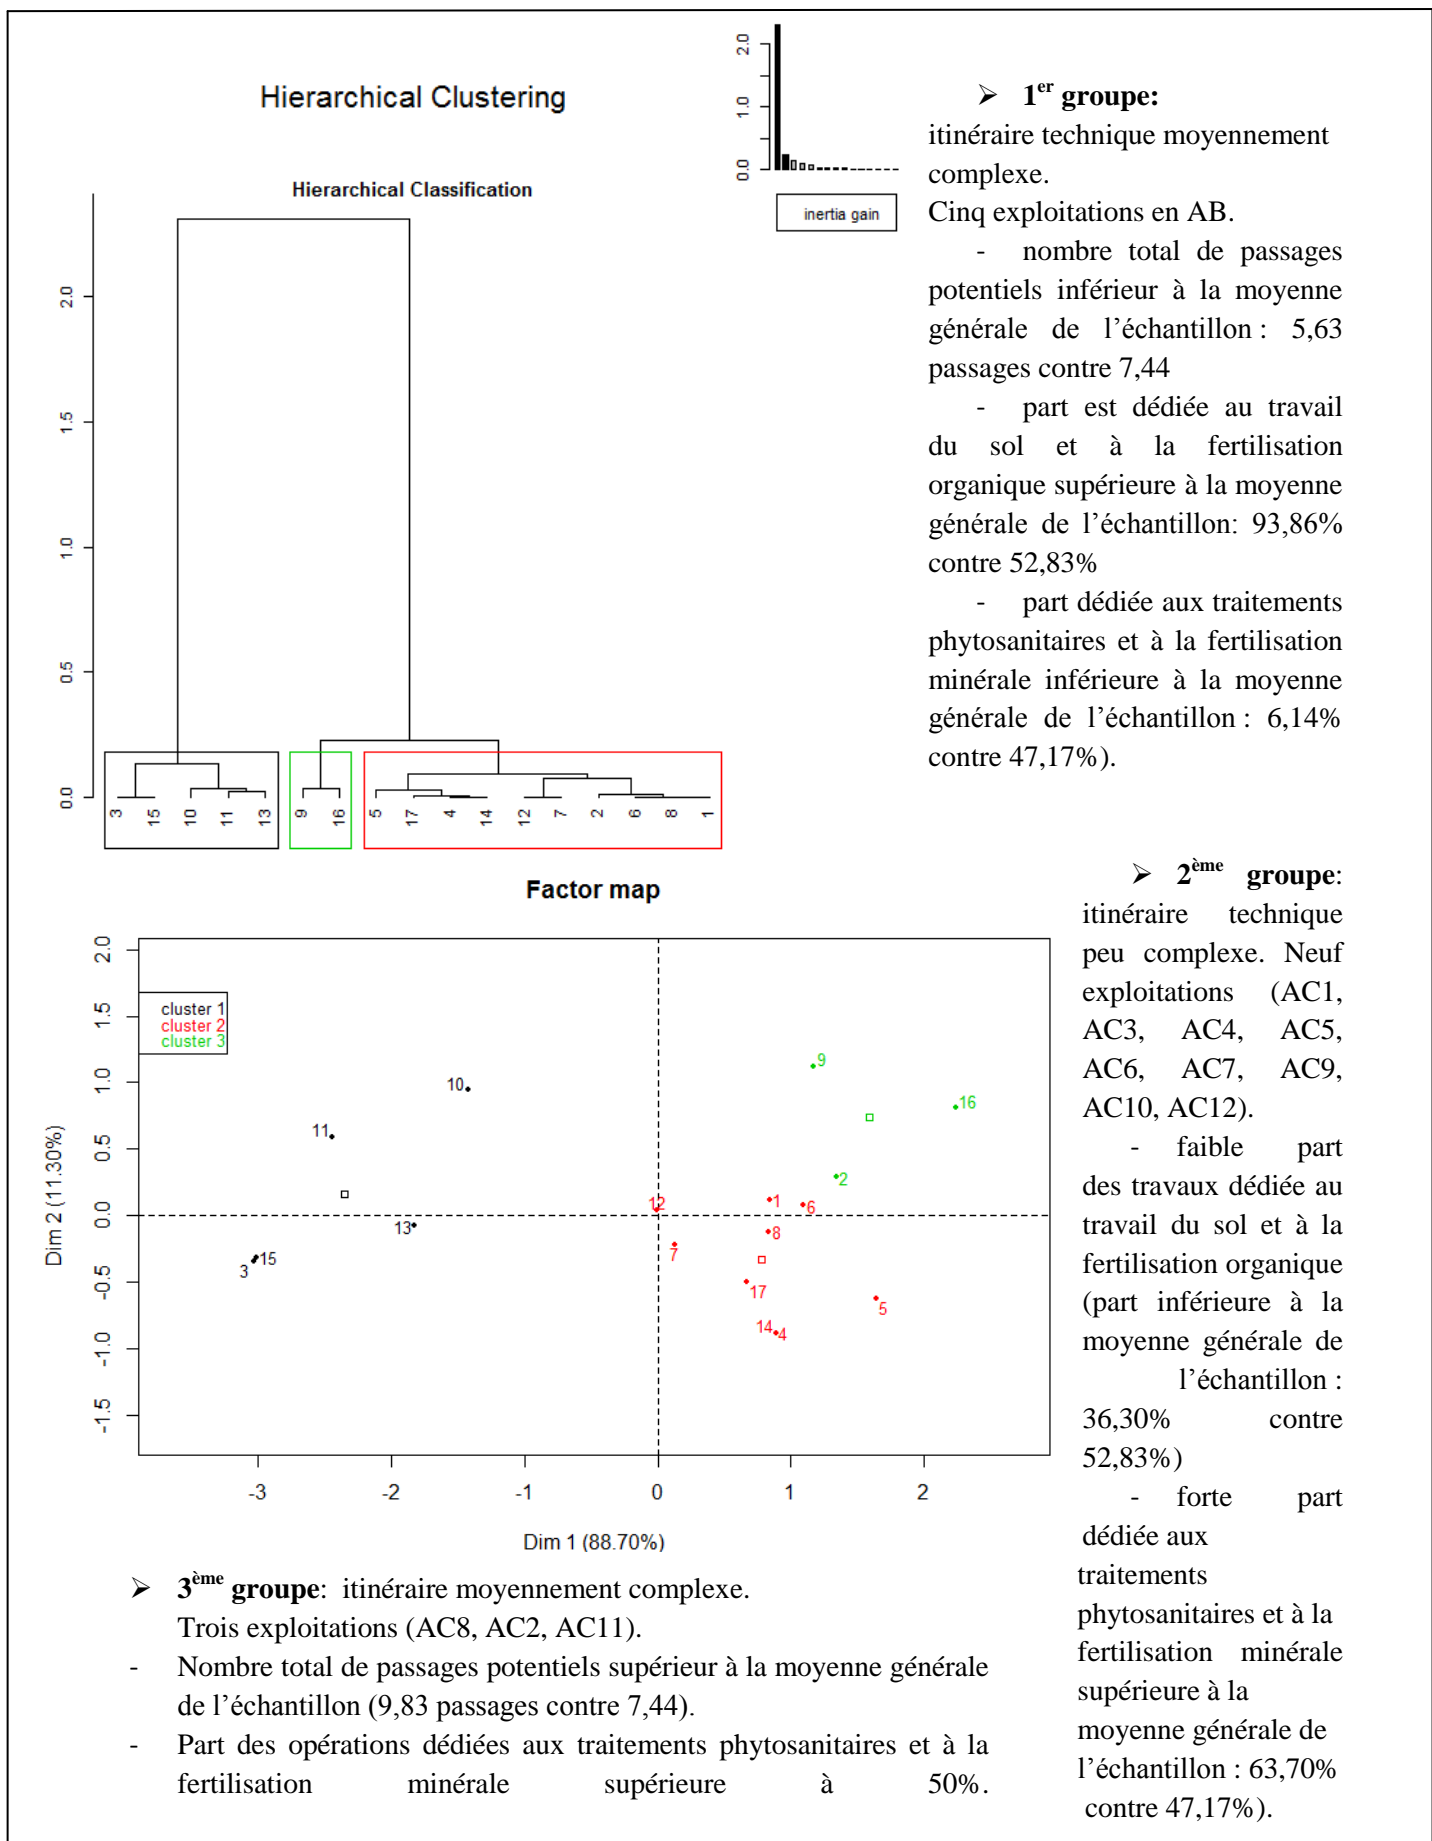 Hierarchical Clustering
2.0
1.0
0.0
inertia gain
Hierarchical Classification
2.0
1.5
1.0
0.5
0.0
3 15 10 11 13 9 16 5 17 4 14 12 7 2 6 8 1
➢ 1er groupe:
itinéraire technique moyennement
complexe.
Cinq exploitations en AB.
- nombre total de passages
potentiels inférieur à la moyenne
générale de l’échantillon : 5,63
passages contre 7,44
- part est dédiée au travail
du sol et à la fertilisation
organique supérieure à la moyenne
générale de l’échantillon: 93,86%
contre 52,83%
- part dédiée aux traitements
phytosanitaires et à la fertilisation
minérale inférieure à la moyenne
générale de l’échantillon : 6,14%
contre 47,17%).
Factor map
cluster 1
cluster 2
cluster 3
2.0
1.5
1.0
0.5
0.0
-0.5
-1.0
-1.5
Dim 2 (11.30%)
9
10
16
11
2
12
1
6
13
8
7
15
3
17
5
14
4
-3 -2 -1 0 1 2
Dim 1 (88.70%)
➢ 2ème groupe:
itinéraire technique
peu complexe. Neuf
exploitations (AC1,
AC3, AC4, AC5,
AC6, AC7, AC9,
AC10, AC12).
- faible part
des travaux dédiée au
travail du sol et à la
fertilisation organique
(part inférieure à la
moyenne générale de
l’échantillon :
36,30% contre
52,83%)
- forte part
dédiée aux
traitements
phytosanitaires et à la
fertilisation minérale
supérieure à la
moyenne générale de
l’échantillon : 63,70%
contre 47,17%).
➢ 3ème groupe: itinéraire moyennement complexe.
Trois exploitations (AC8, AC2, AC11).
- Nombre total de passages potentiels supérieur à la moyenne générale
de l’échantillon (9,83 passages contre 7,44).
- Part des opérations dédiées aux traitements phytosanitaires et à la
fertilisation minérale supérieure à 50%.